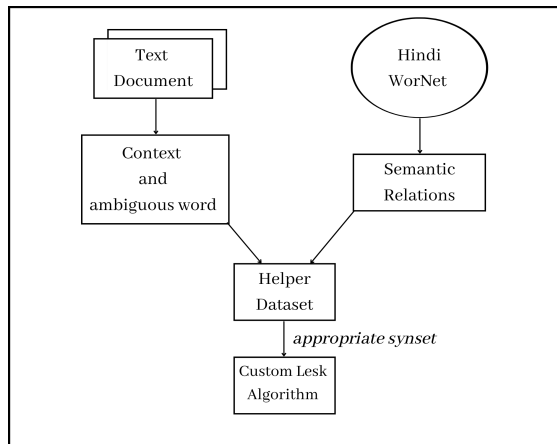 Text
Document
Hindi
WorNet
Context
and
ambiguous word
Semantic
Relations
Helper
Dataset
appropriate synset
Custom Lesk
Algorithm